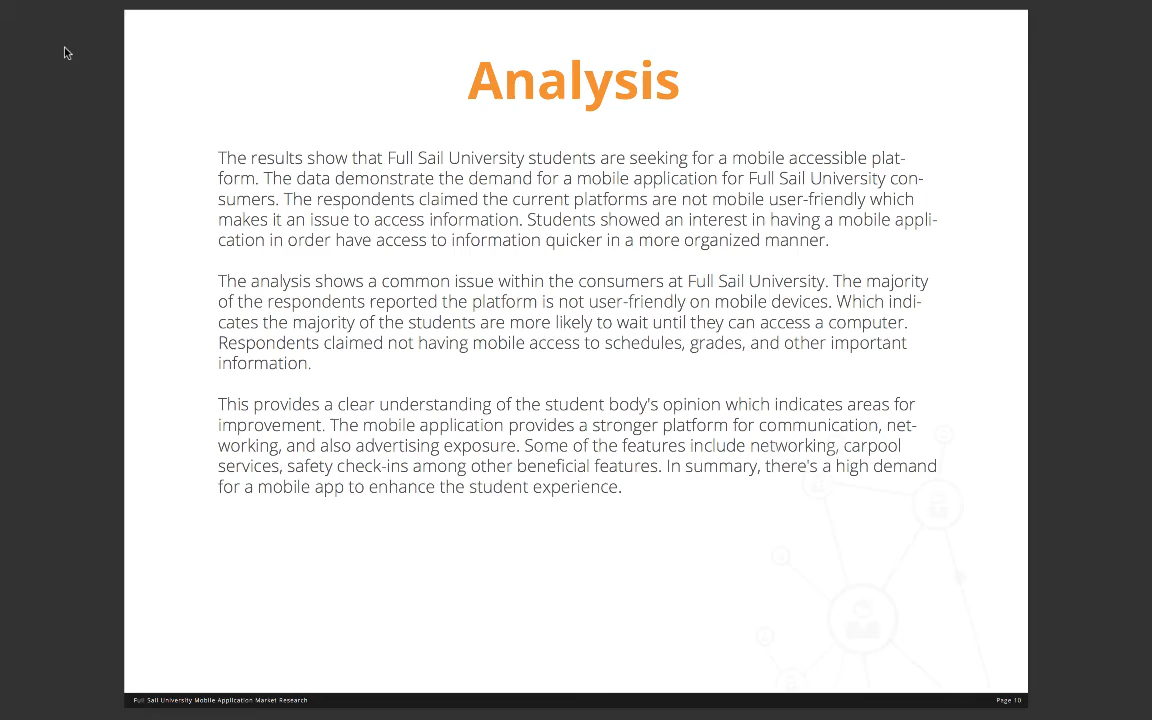 Analysis
The results show that Full Sail University students are seeking for a mobile accessible plat-
form. The data demonstrate the demand for a mobile application for Full Sail University con-
sumers. The respondents claimed the current platforms are not mobile user-friendly which
makes it an issue to access information. Students showed an interest in having a mobile appli-
cation in order have access to information quicker in a more organized manner.
The analysis shows a common issue within the consumers at Full Sail University. The majority
of the respondents reported the platform is not user-friendly on mobile devices. Which indi-
cates the majority of the students are more likely to wait until they can access a computer.
Respondents claimed not having mobile access to schedules, grades, and other important
information.
This provides a clear understanding of the student body's opinion which indicates areas for
improvement. The mobile application provides a stronger platform for communication, net-
working, and also advertising exposure. Some of the features include networking, carpool
services, safety check-ins among other beneficial features. In summary, there's a high demand
for a mobile app to enhance the student experience.
Full Sail University Mobile Application Market Research
Page 10